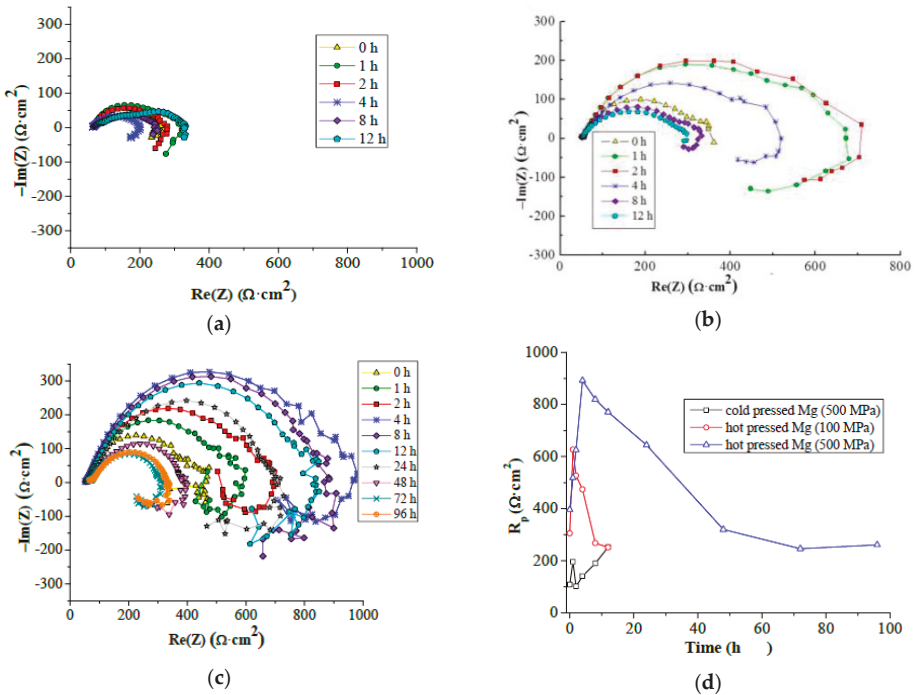 300
200
100
0
-100
-200
-300
−Im(Z) (Ω·cm²)
0 h
1 h
2 h
4 h
8 h
12 h
0 200 400 600 800 1000
Re(Z) (Ω·cm²)
(a)
300
200
100
0
-100
-200
-300
−Im(Z) (Ω·cm²)
0 h
1 h
2 h
4 h
8 h
12 h
0 100 200 300 400 500 600 700 800
Re(Z) (Ω·cm²)
(b)
300
200
100
0
-100
-200
-300
−Im(Z) (Ω·cm²)
0 h
1 h
2 h
4 h
8 h
12 h
24 h
48 h
72 h
96 h
0 200 400 600 800 1000
Re(Z) (Ω·cm²)
(c)
1000
800
600
400
200
0
Rp (Ω·cm²)
cold pressed Mg (500 MPa)
hot pressed Mg (100 MPa)
hot pressed Mg (500 MPa)
0 20 40 60 80 100
Time (h )
(d)